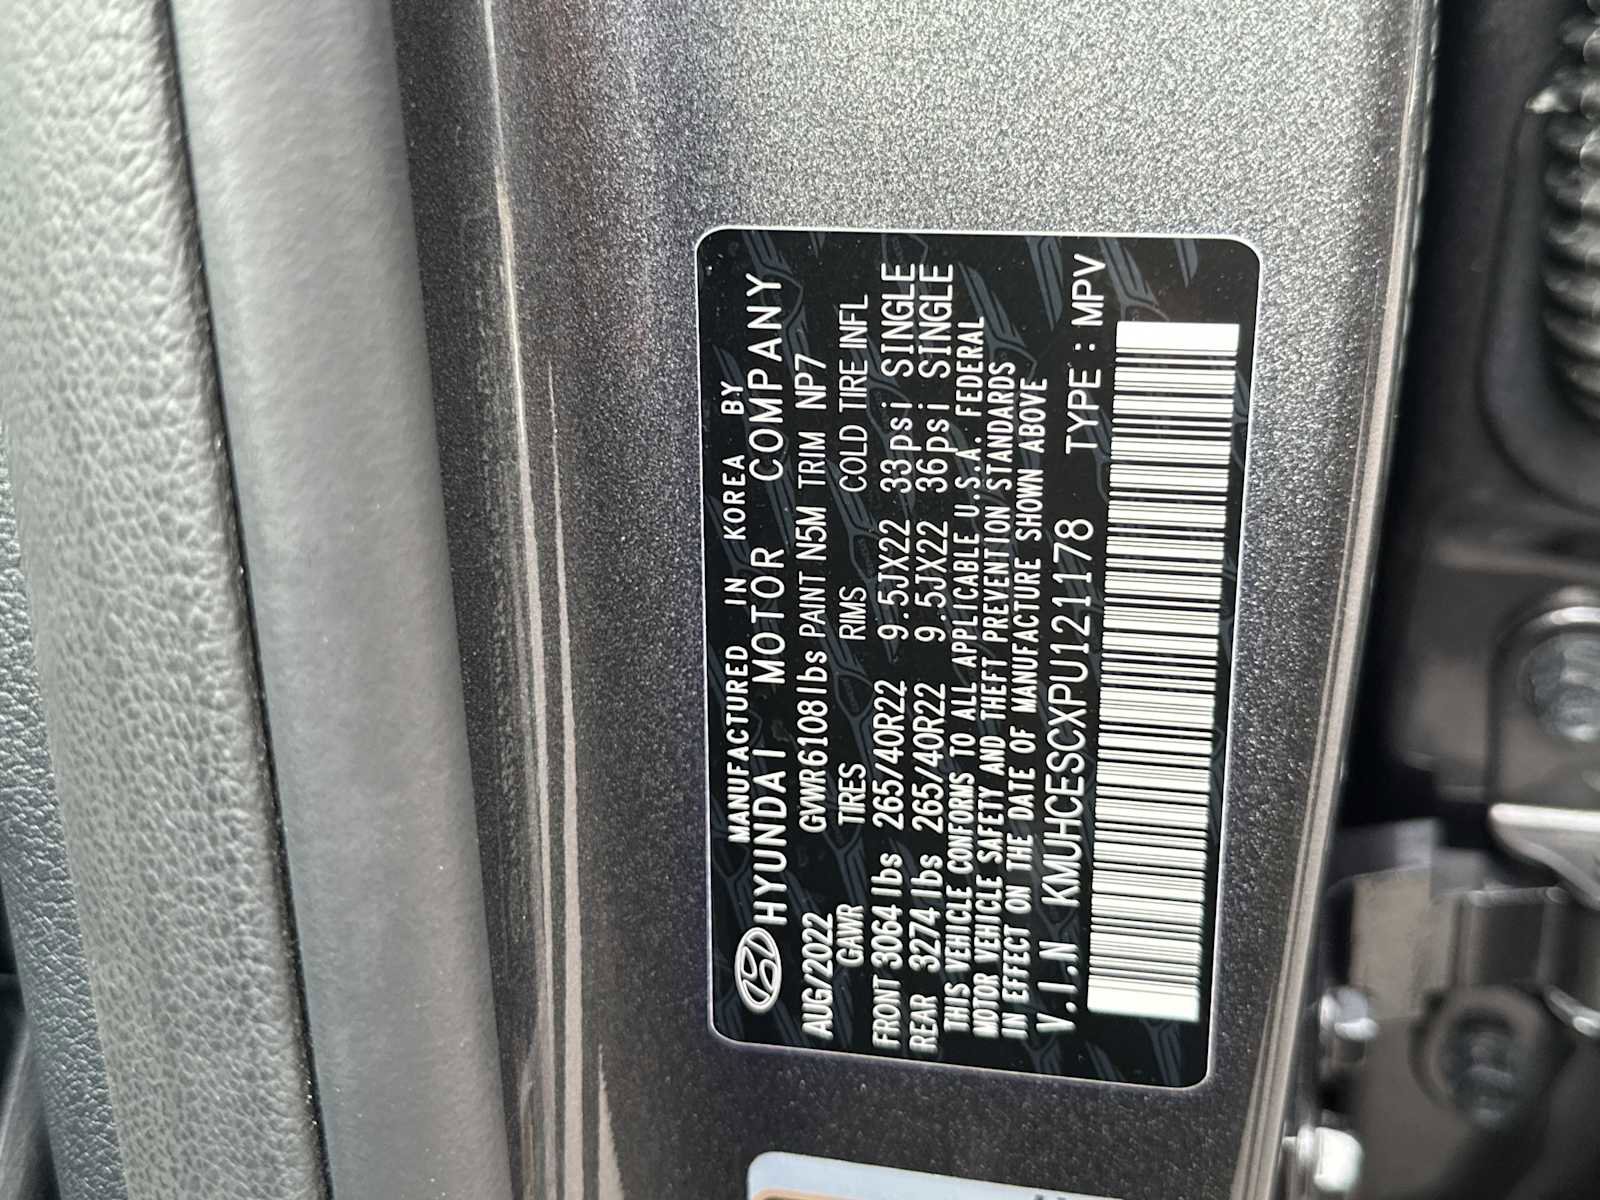 MANUFACTURED IN KOREA BY
HYUNDAI MOTOR COMPANY
AUG/2022 GVWR6108lbs PAINT N5M TRIM NP7
GAWR TIRES RIMS COLD TIRE INFL
FRONT 3064lbs 265/40R22 9.5JX22 33psi SINGLE
REAR 3274lbs 265/40R22 9.5JX22 36psi SINGLE
THIS VEHICLE CONFORMS TO ALL APPLICABLE U.S.A. FEDERAL
MOTOR VEHICLE SAFETY AND THEFT PREVENTION STANDARDS
IN EFFECT ON THE DATE OF MANUFACTURE SHOWN ABOVE
V.I.N KMUHCESCXPU121178 TYPE : MPV